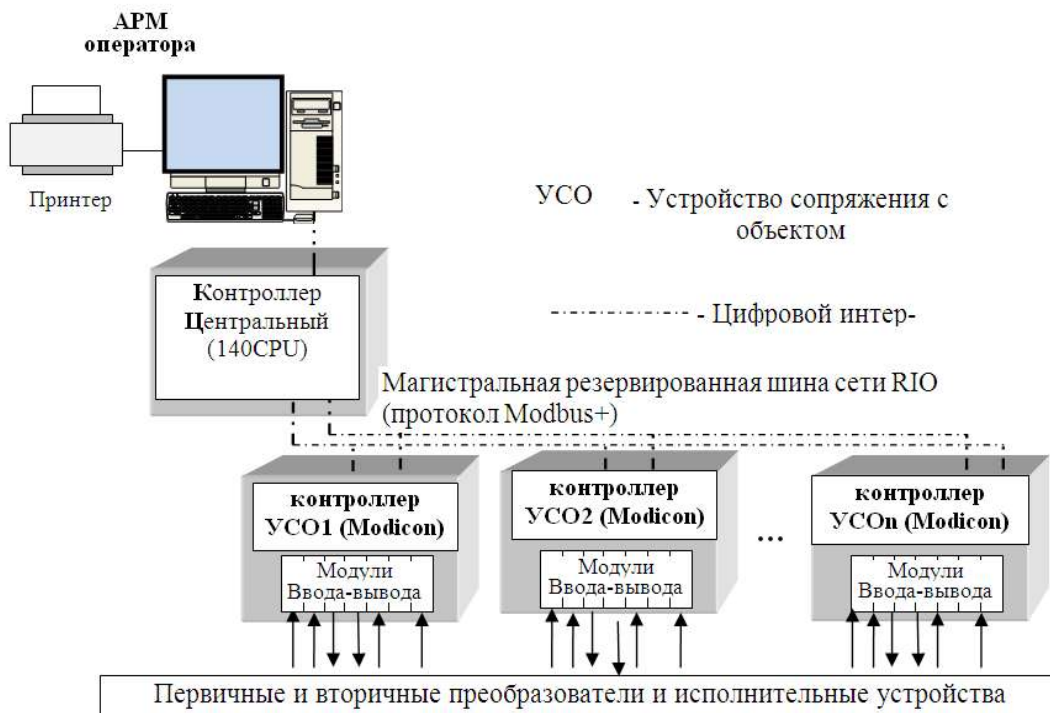 АРМ
оператора
Принтер
УСО - Устройство сопряжения с
объектом
Контроллер
Центральный
(140CPU)
- Цифровой интер-
Магистральная резервированная шина сети RIO
(протокол Modbus+)
контроллер
УСО1 (Modicon)
Модули
Ввода-вывода
контроллер
УСО2 (Modicon)
Модули
Ввода-вывода
...
контроллер
УСОn (Modicon)
Модули
Ввода-вывода
Первичные и вторичные преобразователи и исполнительные устройства